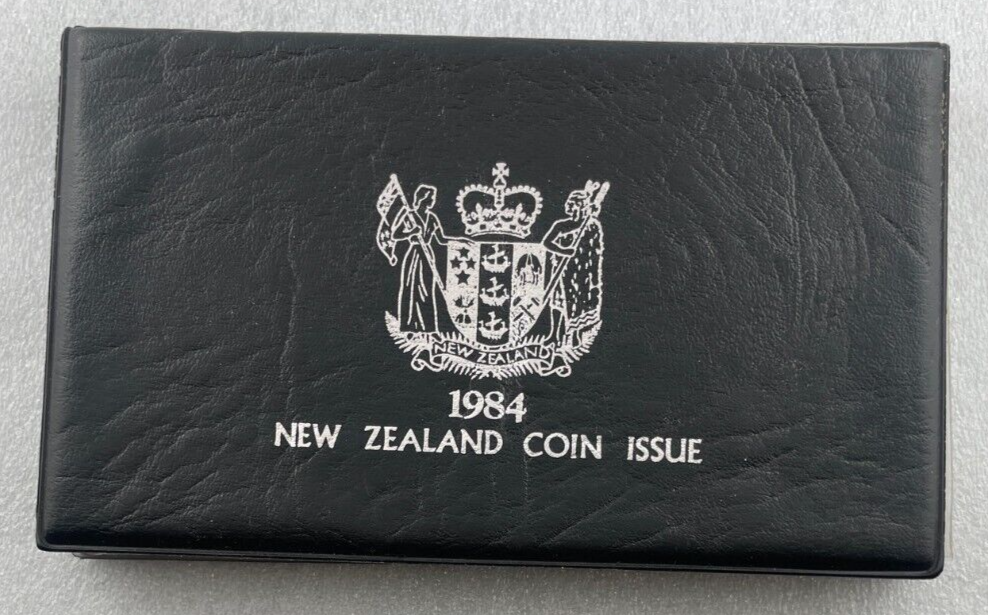 NEW ZEALAND
1984
NEW ZEALAND COIN ISSUE